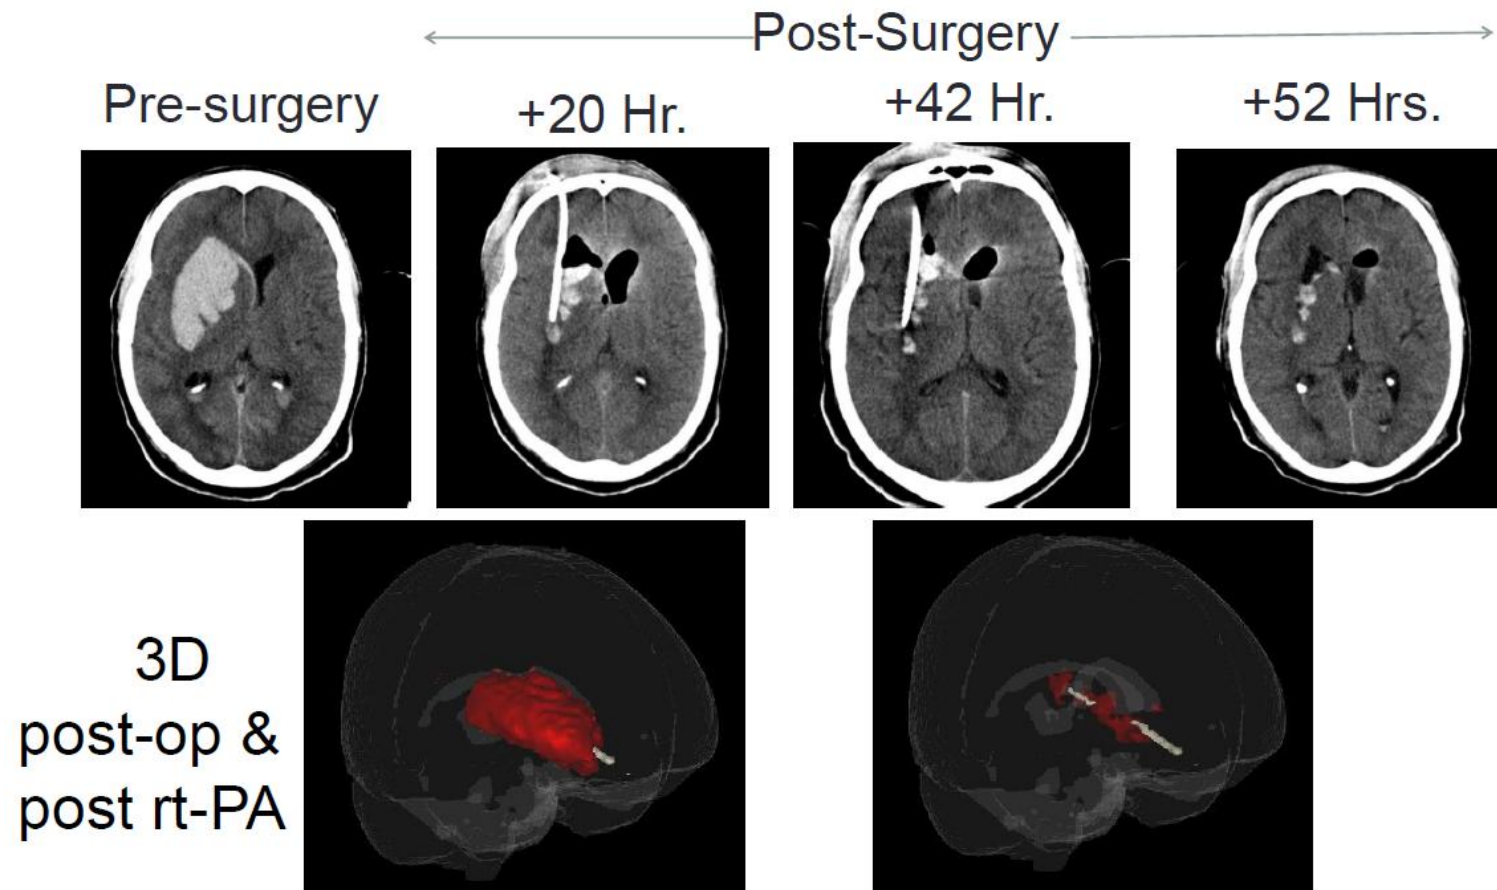 Post-Surgery
Pre-surgery
+20 Hr.
+42 Hr.
+52 Hrs.
3D
post-op &
post rt-PA